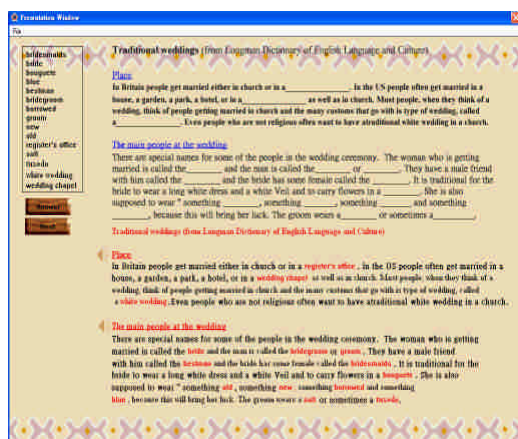 Presentation Window
File
bridesmaids
bride
bouquets
blue
bestman
bridegroom
borrowed
groom
new
old
register's office
suit
tuxedo
white wedding
wedding chapel
Traditional weddings (from Longman Dictionary of English Language and Culture)
Place
In Britain people get married either in church or in a____________. In the US people often get married in a
house, a garden, a park, a hotel, or in a____________ as well as in church. Most people, when they think of a
wedding, think of people getting married in church and the many customs that go with is type of wedding, called
a____________. Even people who are not religious often want to have atraditional white wedding in a church.
The main people at the wedding
There are special names for some of the people in the wedding ceremony. The woman who is getting
married is called the________ and the man is called the________ or ________. They have a male friend
with him called the ________ and the bride has some female called the ________. It is traditional for the
bride to wear a long white dress and a white Veil and to carry flowers in a ________. She is also
supposed to wear " something ________, something ________, something ________ and something
________, because this will bring her luck. The groom wears a________ or sometimes a________.
Traditional weddings (from Longman Dictionary of English Language and Culture)
Place
In Britain people get married either in church or in a register's office . In the US people often get married in a
house, a garden, a park, a hotel, or in a wedding chapel as well as in church. Most people, when they think of a
wedding, think of people getting married in church and the many customs that go with is type of wedding, called
a white wedding. Even people who are not religious often want to have atraditional white wedding in a church.
The main people at the wedding
There are special names for some of the people in the wedding ceremony. The woman who is getting
married is called the bride and the man is called the bridegroom or groom . They have a male friend
with him called the bestman and the bride has some female called the bridesmaids . It is traditional for the
bride to wear a long white dress and a white Veil and to carry flowers in a bouquets . She is also
supposed to wear " something old , something new , something borrowed and something
blue , because this will bring her luck. The groom wears a suit or sometimes a tuxedo.